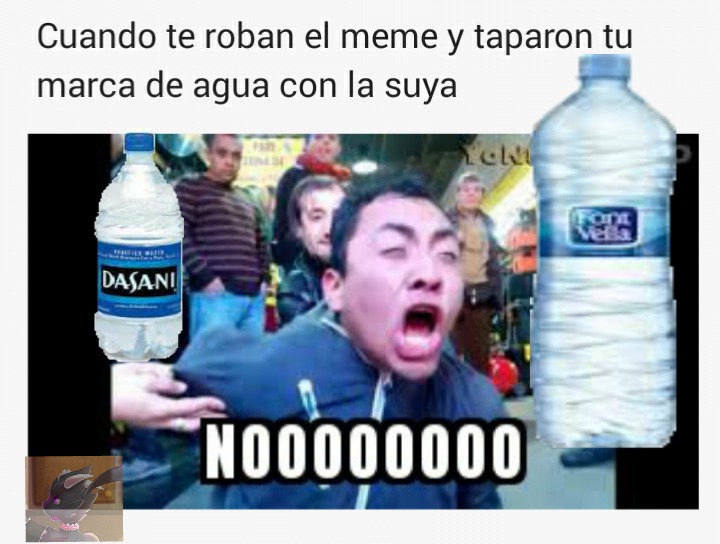 Cuando te roban el meme y taparon tu
marca de agua con la suya
DASANI
Font
Vella
NOOOOOOOO